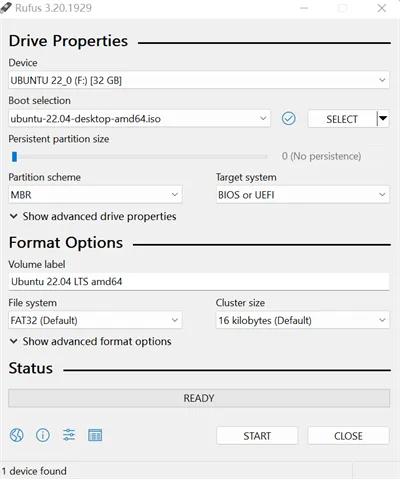 Rufus 3.20.1929
Drive Properties
Device
UBUNTU 22_0 (F:) [32 GB]
Boot selection
ubuntu-22.04-desktop-amd64.iso
SELECT
Persistent partition size
0 (No persistence)
Partition scheme Target system
MBR BIOS or UEFI
Show advanced drive properties
Format Options
Volume label
Ubuntu 22.04 LTS amd64
File system Cluster size
FAT32 (Default) 16 kilobytes (Default)
Show advanced format options
Status
READY
START CLOSE
1 device found